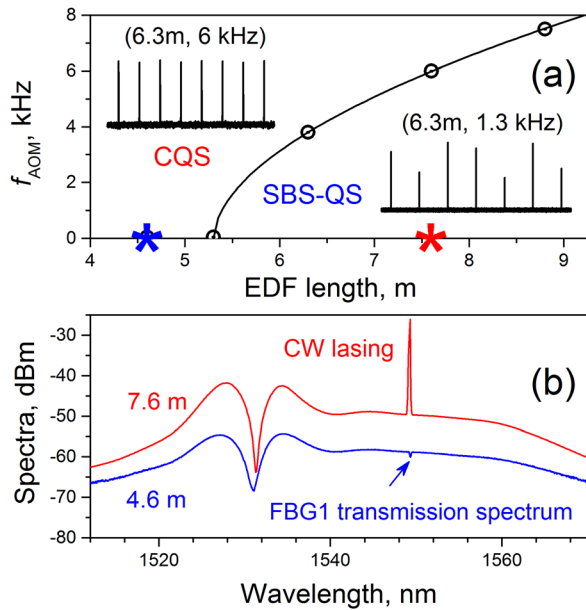 8
(6.3m, 6 kHz)
(a)
6
f_AOM, kHz
(6.3m, 1.3 kHz)
4
CQS
SBS-QS
2
0
4 5 6 7 8 9
EDF length, m
-25
-30
CW lasing
(b)
-40
7.6 m
-50
Spectra, dBm
-60
4.6 m
FBG1 transmission spectrum
-70
-80
1520 1540 1560
Wavelength, nm